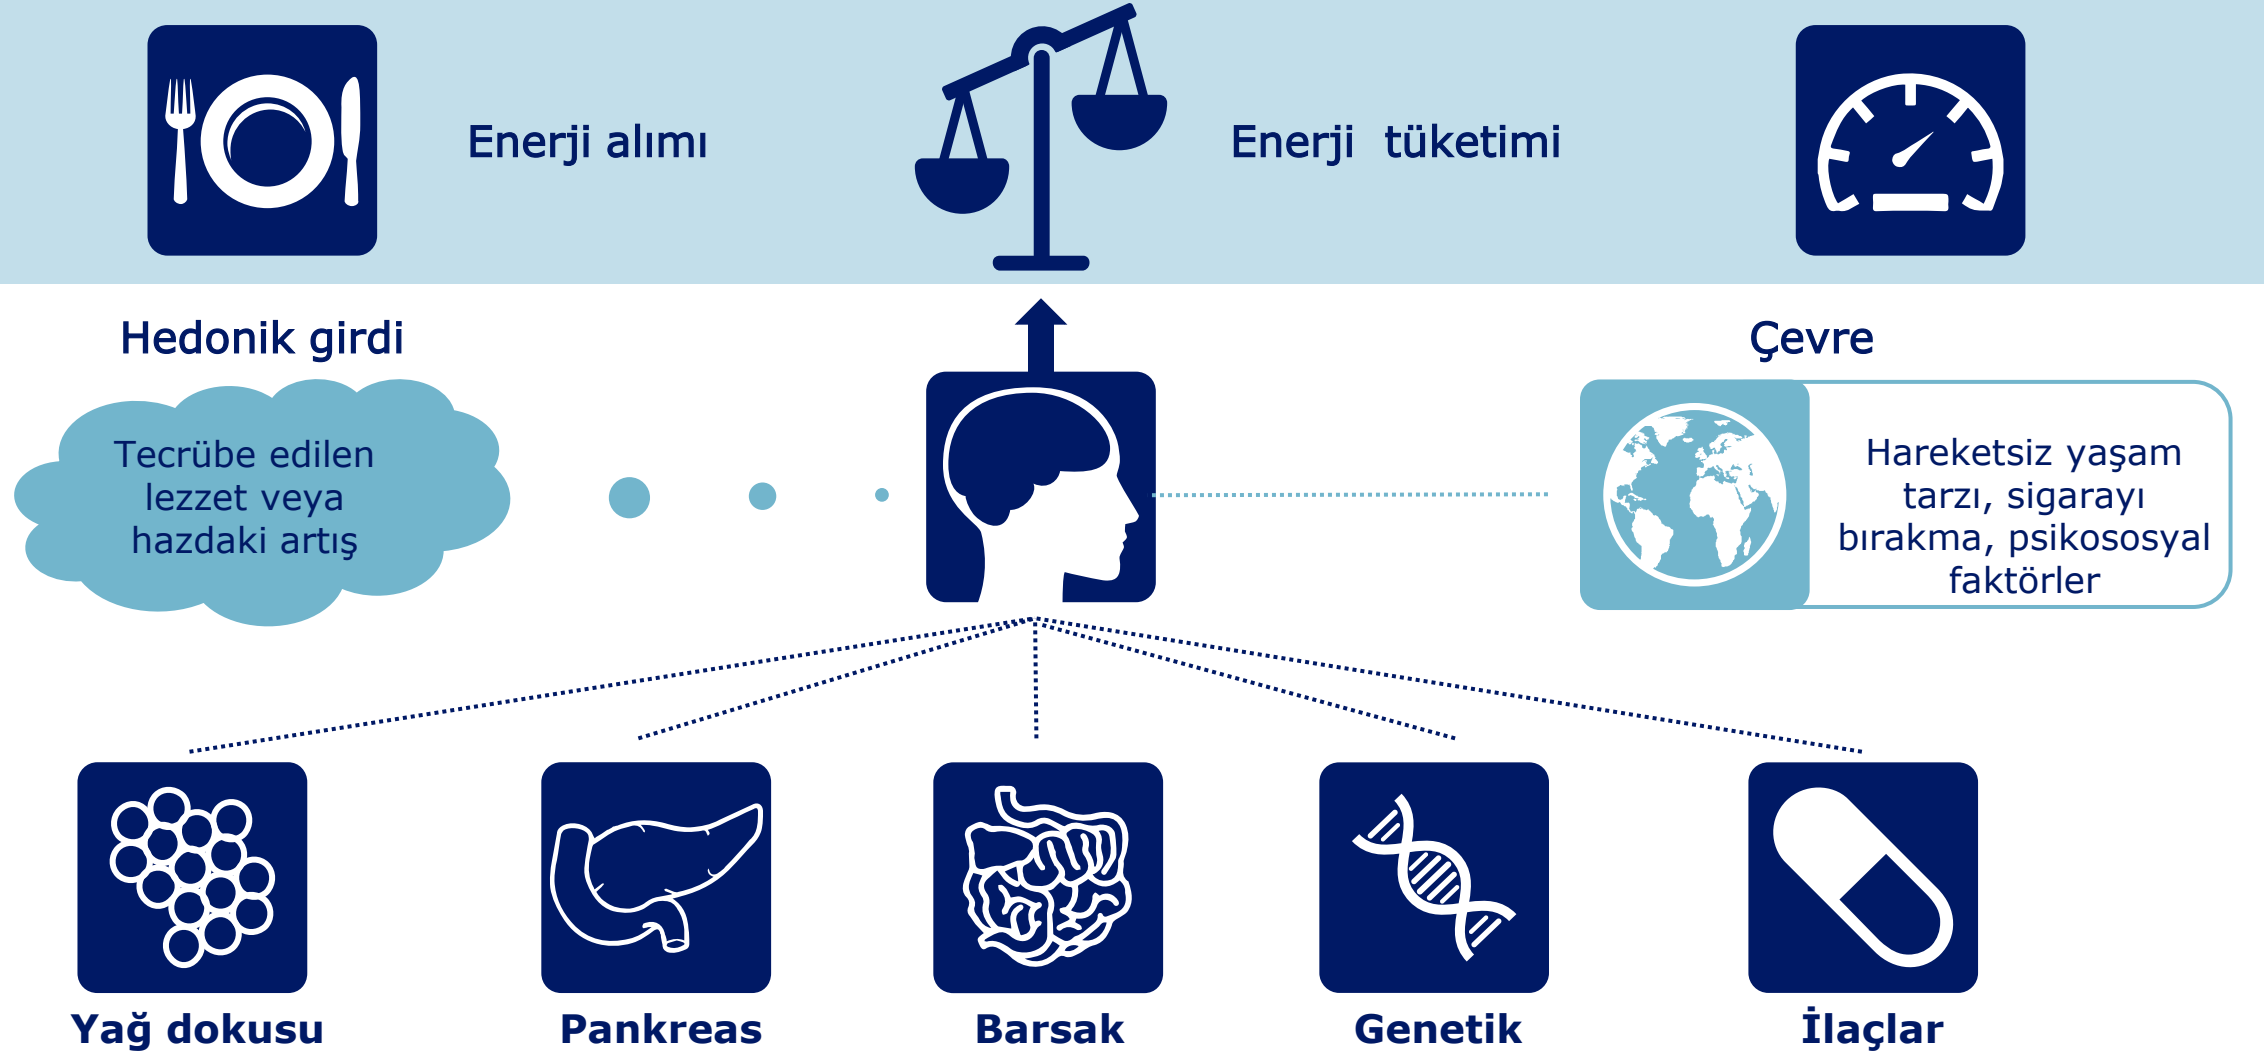 Enerji alımı
Enerji  tüketimi
Hedonik girdi
Çevre
Tecrübe edilen
lezzet veya
hazdaki artış
Hareketsiz yaşam
tarzı, sigarayı
bırakma, psikososyal
faktörler
Yağ dokusu
Pankreas
Barsak
Genetik
İlaçlar